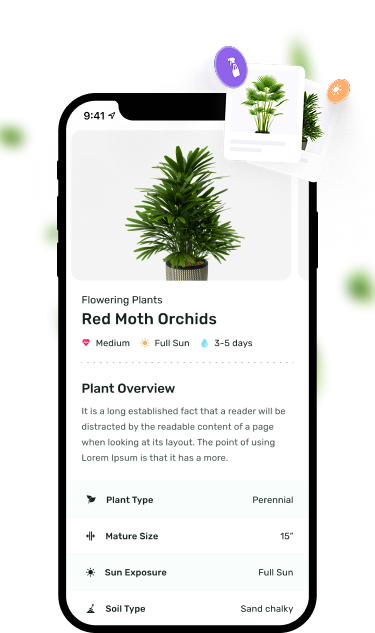 9:41
Flowering Plants
Red Moth Orchids
Medium Full Sun 3-5 days
Plant Overview
It is a long established fact that a reader will be
distracted by the readable content of a page
when looking at its layout. The point of using
Lorem Ipsum is that it has a more.
Plant Type Perennial
Mature Size 15"
Sun Exposure Full Sun
Soil Type Sand chalky